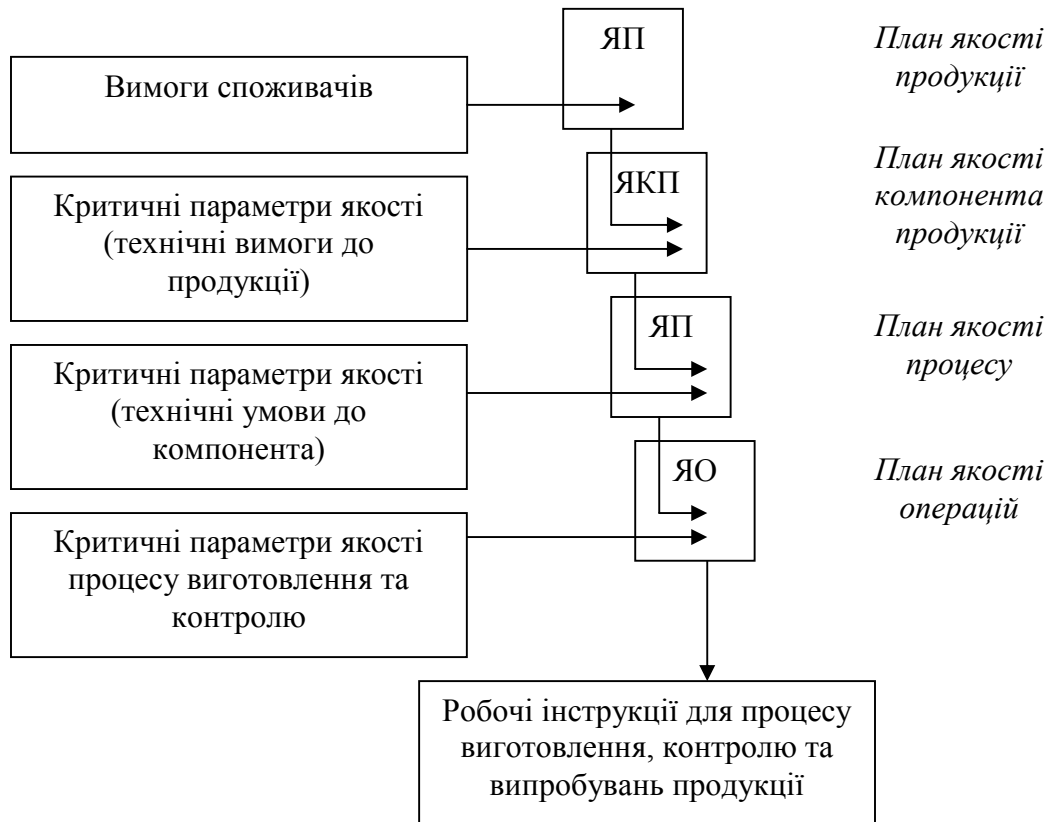 ЯП
План якості
продукції
Вимоги споживачів
ЯКП
План якості
компонента
продукції
Критичні параметри якості
(технічні вимоги до
продукції)
ЯП
План якості
процесу
Критичні параметри якості
(технічні умови до
компонента)
ЯО
План якості
операцій
Критичні параметри якості
процесу виготовлення та
контролю
Робочі інструкції для процесу
виготовлення, контролю та
випробувань продукції